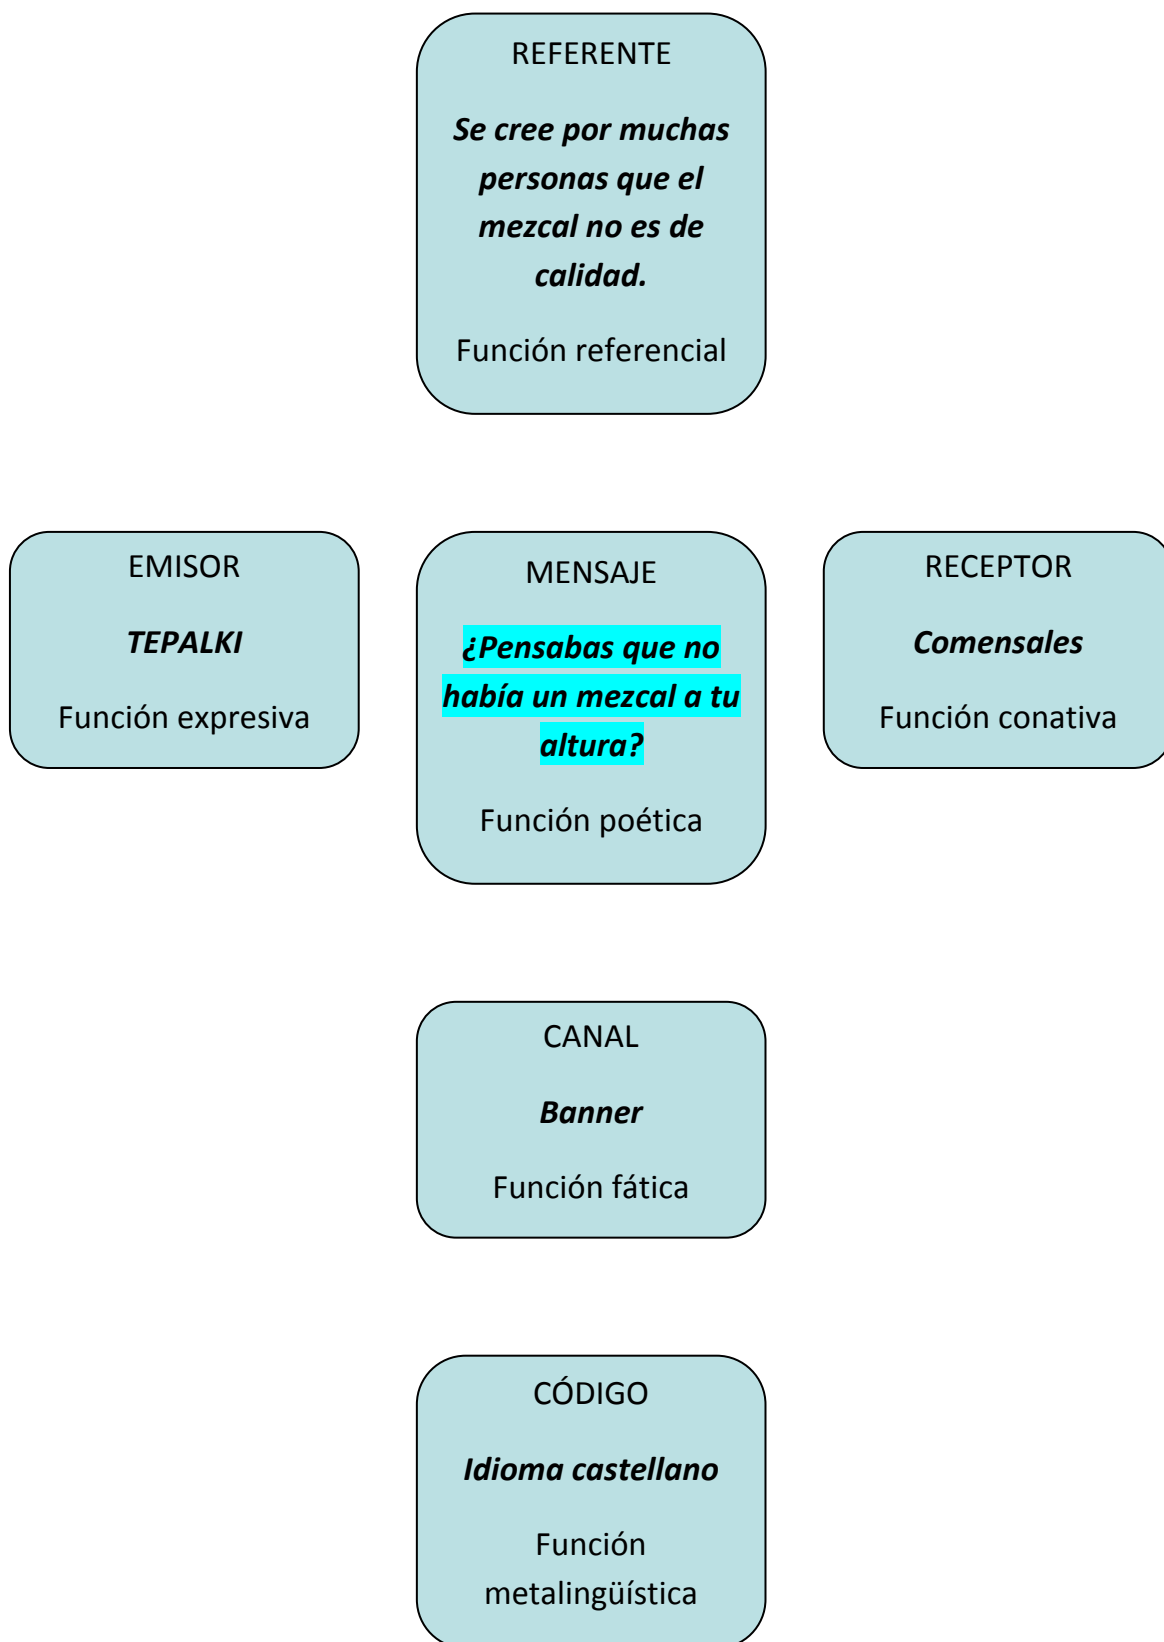 REFERENTE
Se cree por muchas
personas que el
mezcal no es de
calidad.
Función referencial
EMISOR
TEPALKI
Función expresiva
MENSAJE
¿Pensabas que no
había un mezcal a tu
altura?
Función poética
RECEPTOR
Comensales
Función conativa
CANAL
Banner
Función fática
CÓDIGO
Idioma castellano
Función
metalingüística